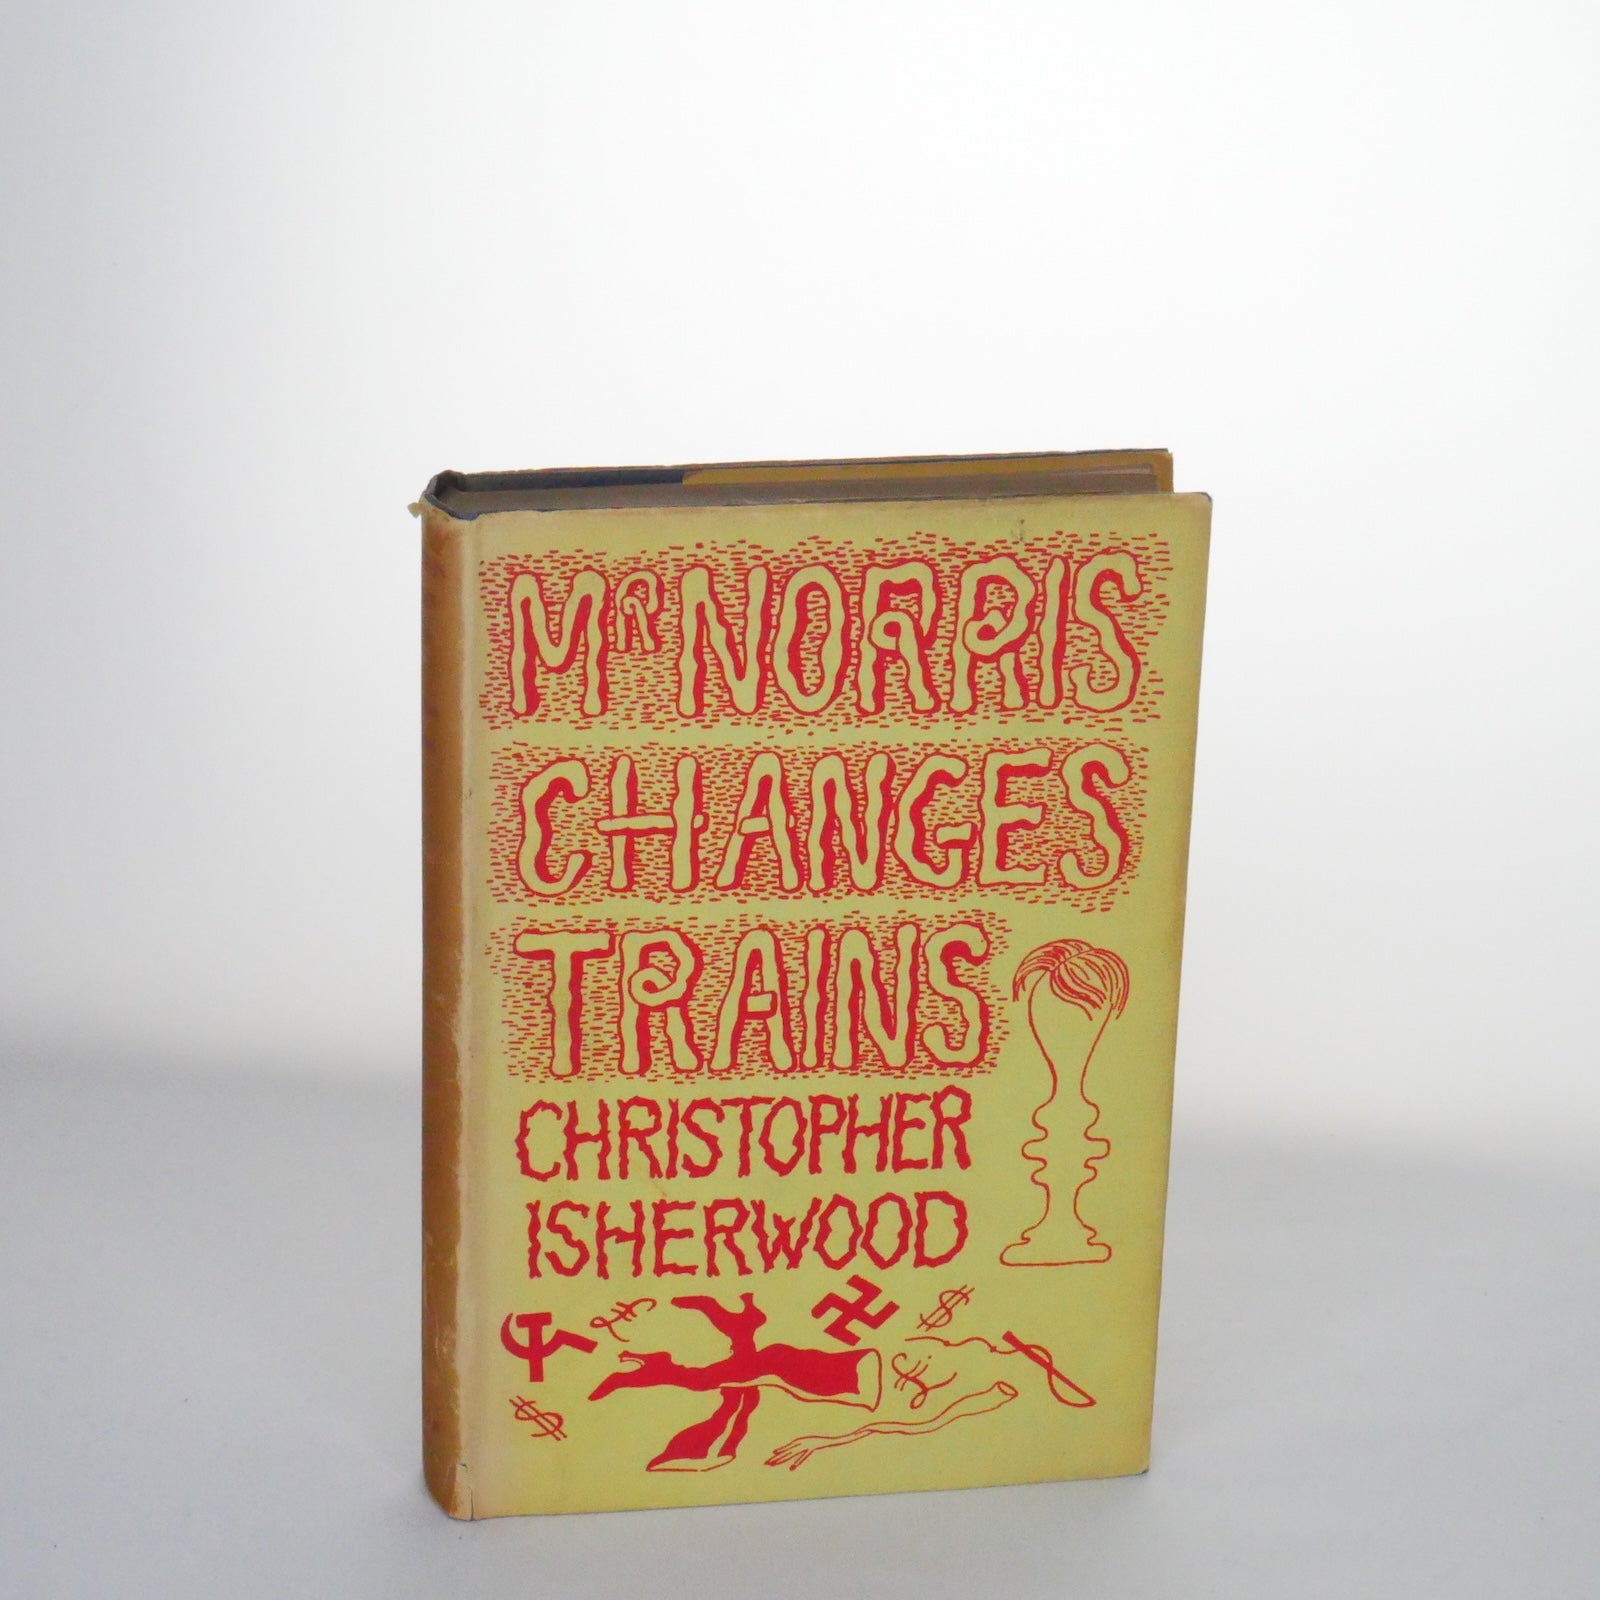 MR NORRIS
CHANGES
TRAINS
CHRISTOPHER
ISHERWOOD
£ $
£
$